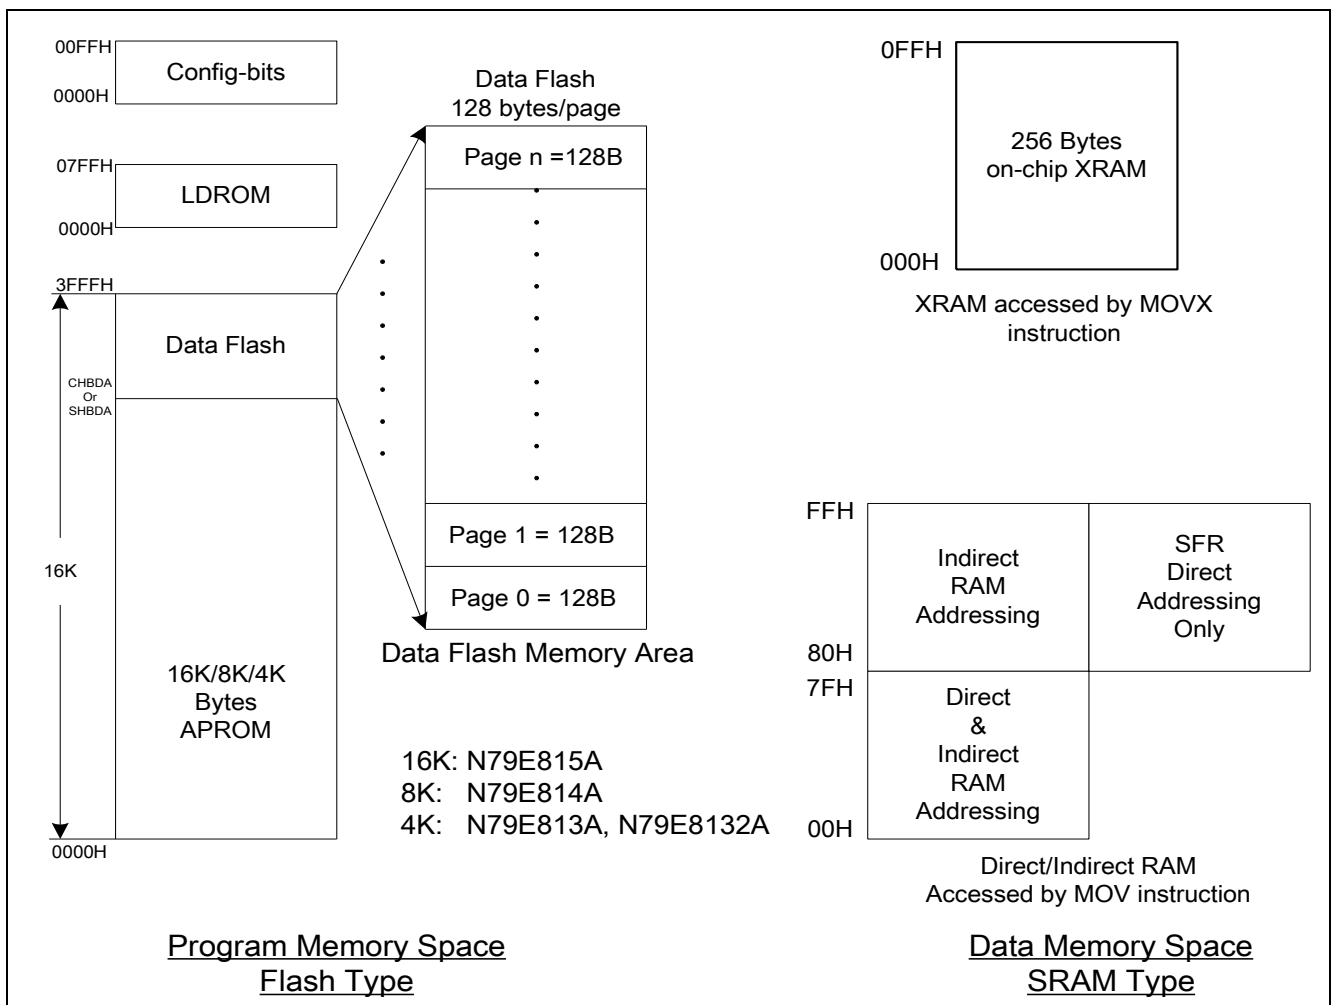 00FFH
Config-bits
0000H
07FFH
LDROM
0000H
3FFFH
Data Flash
CHBDA
Or
SHBDA
16K
16K/8K/4K
Bytes
APROM
0000H
Data Flash
128 bytes/page
Page n =128B
Page 1 = 128B
Page 0 = 128B
Data Flash Memory Area
16K: N79E815A
8K: N79E814A
4K: N79E813A, N79E8132A
Program Memory Space
Flash Type
0FFH
256 Bytes
on-chip XRAM
000H
XRAM accessed by MOVX
instruction
FFH
Indirect
RAM
Addressing
SFR
Direct
Addressing
Only
80H
7FH
Direct
&
Indirect
RAM
Addressing
00H
Direct/Indirect RAM
Accessed by MOV instruction
Data Memory Space
SRAM Type